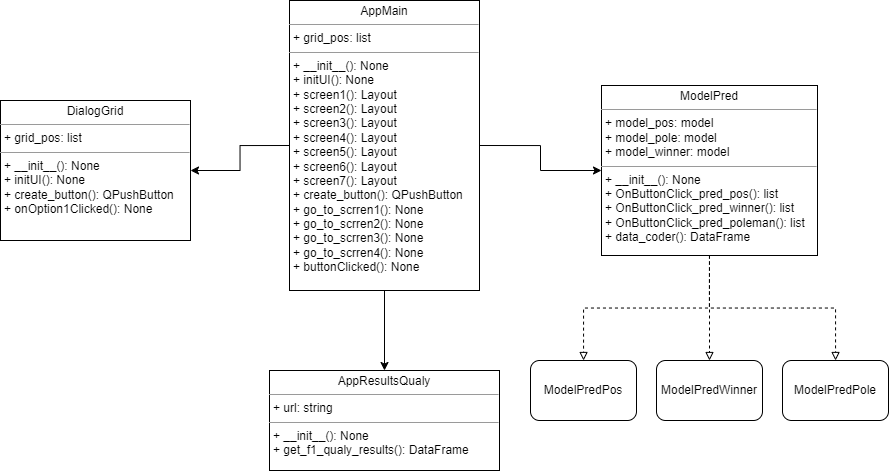 AppMain
+ grid_pos: list
+ __init__(): None
+ initUI(): None
+ screen1(): Layout
+ screen2(): Layout
+ screen3(): Layout
+ screen4(): Layout
+ screen5(): Layout
+ screen6(): Layout
+ screen7(): Layout
+ create_button(): QPushButton
+ go_to_scrren1(): None
+ go_to_scrren2(): None
+ go_to_scrren3(): None
+ go_to_scrren4(): None
+ buttonClicked(): None
DialogGrid
+ grid_pos: list
+ __init__(): None
+ initUI(): None
+ create_button(): QPushButton
+ onOption1Clicked(): None
ModelPred
+ model_pos: model
+ model_pole: model
+ model_winner: model
+ __init__(): None
+ OnButtonClick_pred_pos(): list
+ OnButtonClick_pred_winner(): list
+ OnButtonClick_pred_poleman(): list
+ data_coder(): DataFrame
AppResultsQualy
+ url: string
+ __init__(): None
+ get_f1_qualy_results(): DataFrame
ModelPredPos
ModelPredWinner
ModelPredPole